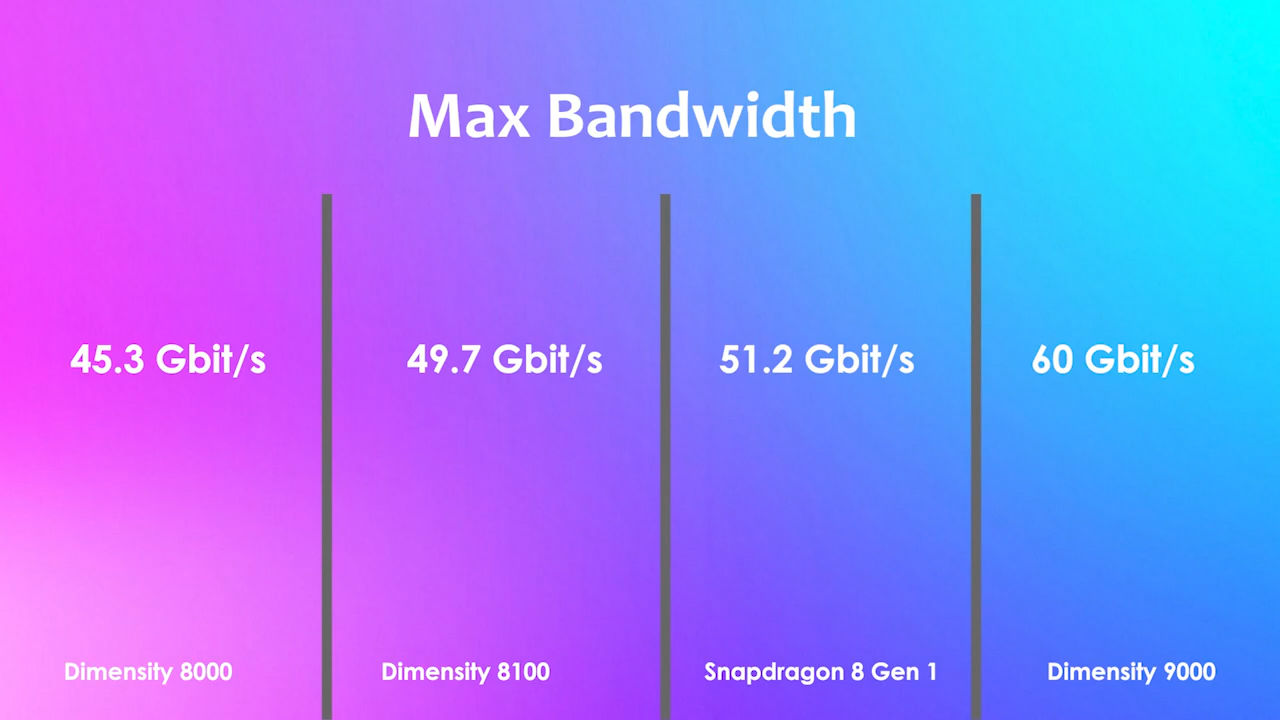 Max Bandwidth
45.3 Gbit/s
49.7 Gbit/s
51.2 Gbit/s
60 Gbit/s
Dimensity 8000
Dimensity 8100
Snapdragon 8 Gen 1
Dimensity 9000